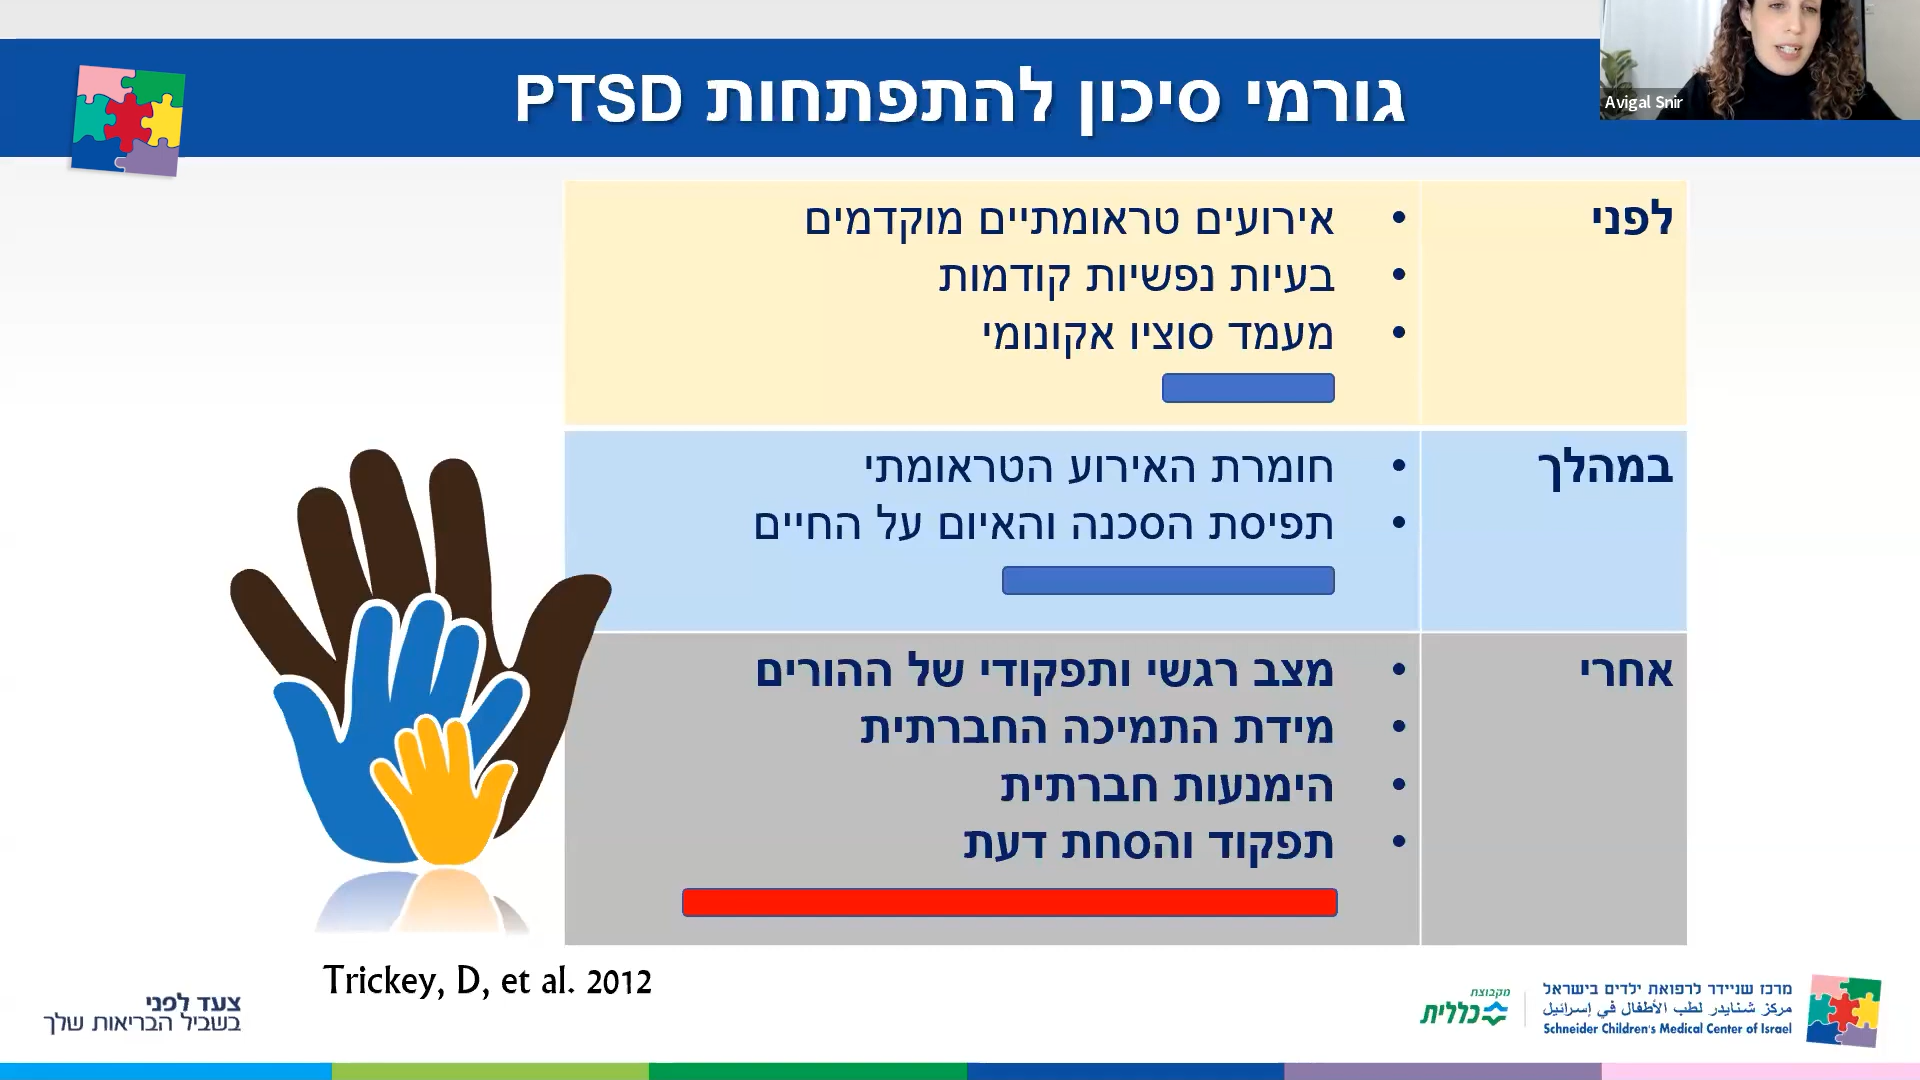 גורמי סיכון להתפתחות PTSD
Avigal Snir
לפני
• אירועים טראומתיים מוקדמים
• בעיות נפשיות קודמות
• מעמד סוציו אקונומי
במהלך
• חומרת האירוע הטראומתי
• תפיסת הסכנה והאיום על החיים
אחרי
• מצב רגשי ותפקודי של ההורים
• מידת התמיכה החברתית
• הימנעות חברתית
• תפקוד והסחת דעת
Trickey, D, et al. 2012
צעד לפני
בשביל הבריאות שלך
מקבוצת
כללית
מרכז שניידר לרפואת ילדים בישראל
مركز شنايدر لطب الأطفال في إسرائيل
Schneider Children's Medical Center of Israel